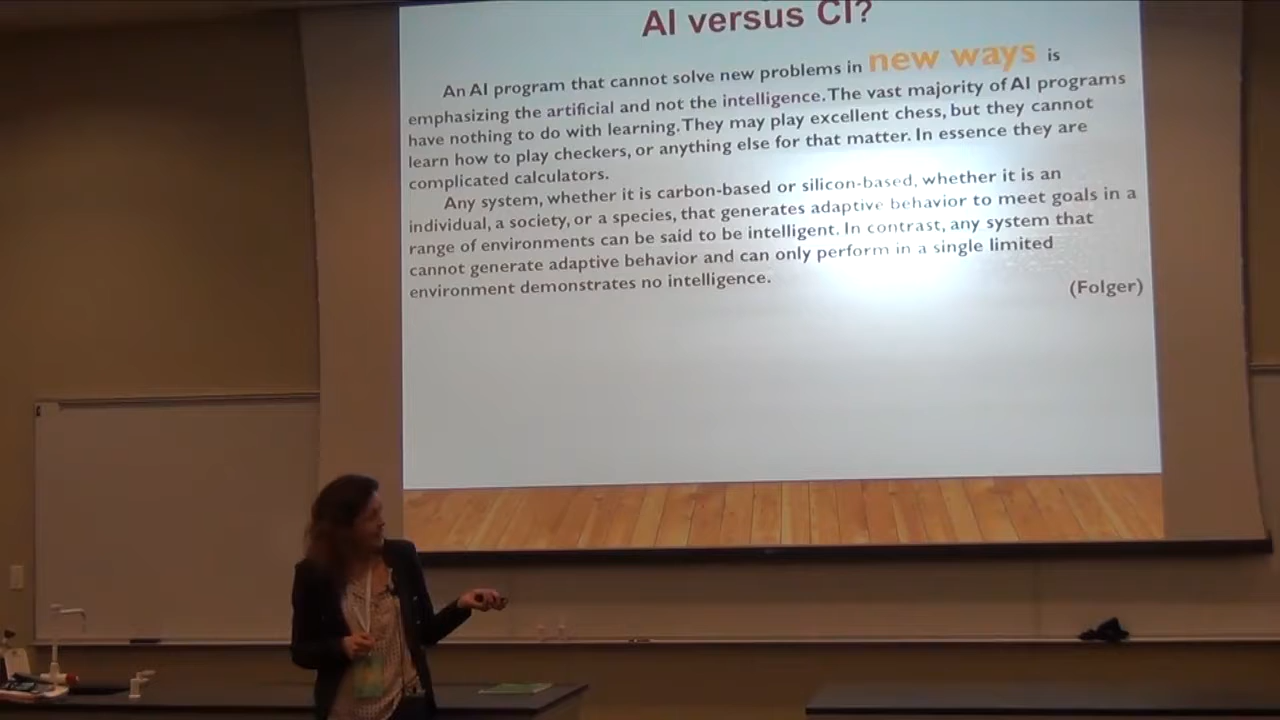 AI versus CI?
An AI program that cannot solve new problems in new ways is
emphasizing the artificial and not the intelligence. The vast majority of AI programs
have nothing to do with learning. They may play excellent chess, but they cannot
learn how to play checkers, or anything else for that matter. In essence they are
complicated calculators.
Any system, whether it is carbon-based or silicon-based, whether it is an
individual, a society, or a species, that generates adaptive behavior to meet goals in a
range of environments can be said to be intelligent. In contrast, any system that
cannot generate adaptive behavior and can only perform in a single limited
environment demonstrates no intelligence.
(Folger)